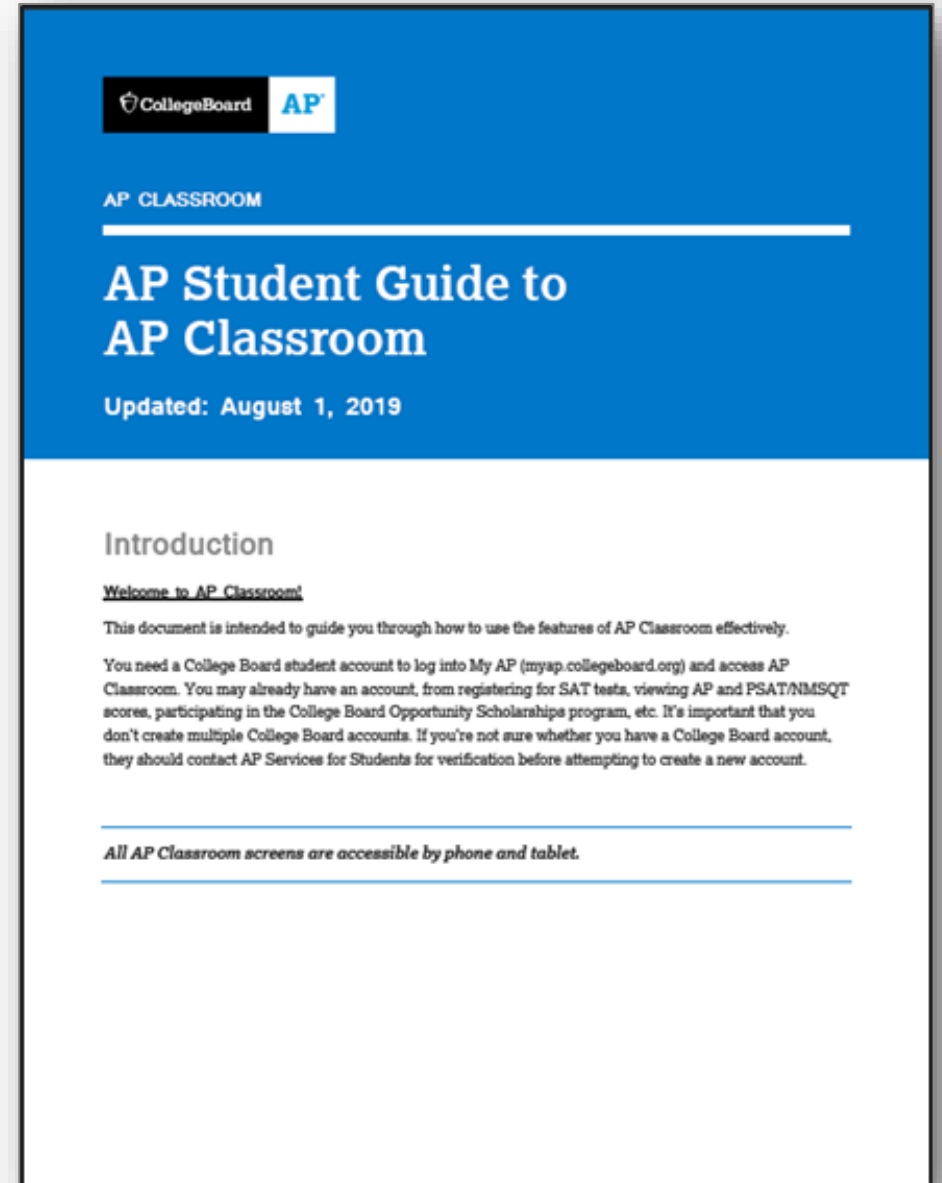 CollegeBoard AP®
AP CLASSROOM
AP Student Guide to
AP Classroom
Updated: August 1, 2019
Introduction
Welcome to AP Classroom!
This document is intended to guide you through how to use the features of AP Classroom effectively.
You need a College Board student account to log into My AP (myap.collegeboard.org) and access AP
Classroom. You may already have an account, from registering for SAT tests, viewing AP and PSAT/NMSQT
scores, participating in the College Board Opportunity Scholarships program, etc. It's important that you
don't create multiple College Board accounts. If you're not sure whether you have a College Board account,
they should contact AP Services for Students for verification before attempting to create a new account.
All AP Classroom screens are accessible by phone and tablet.